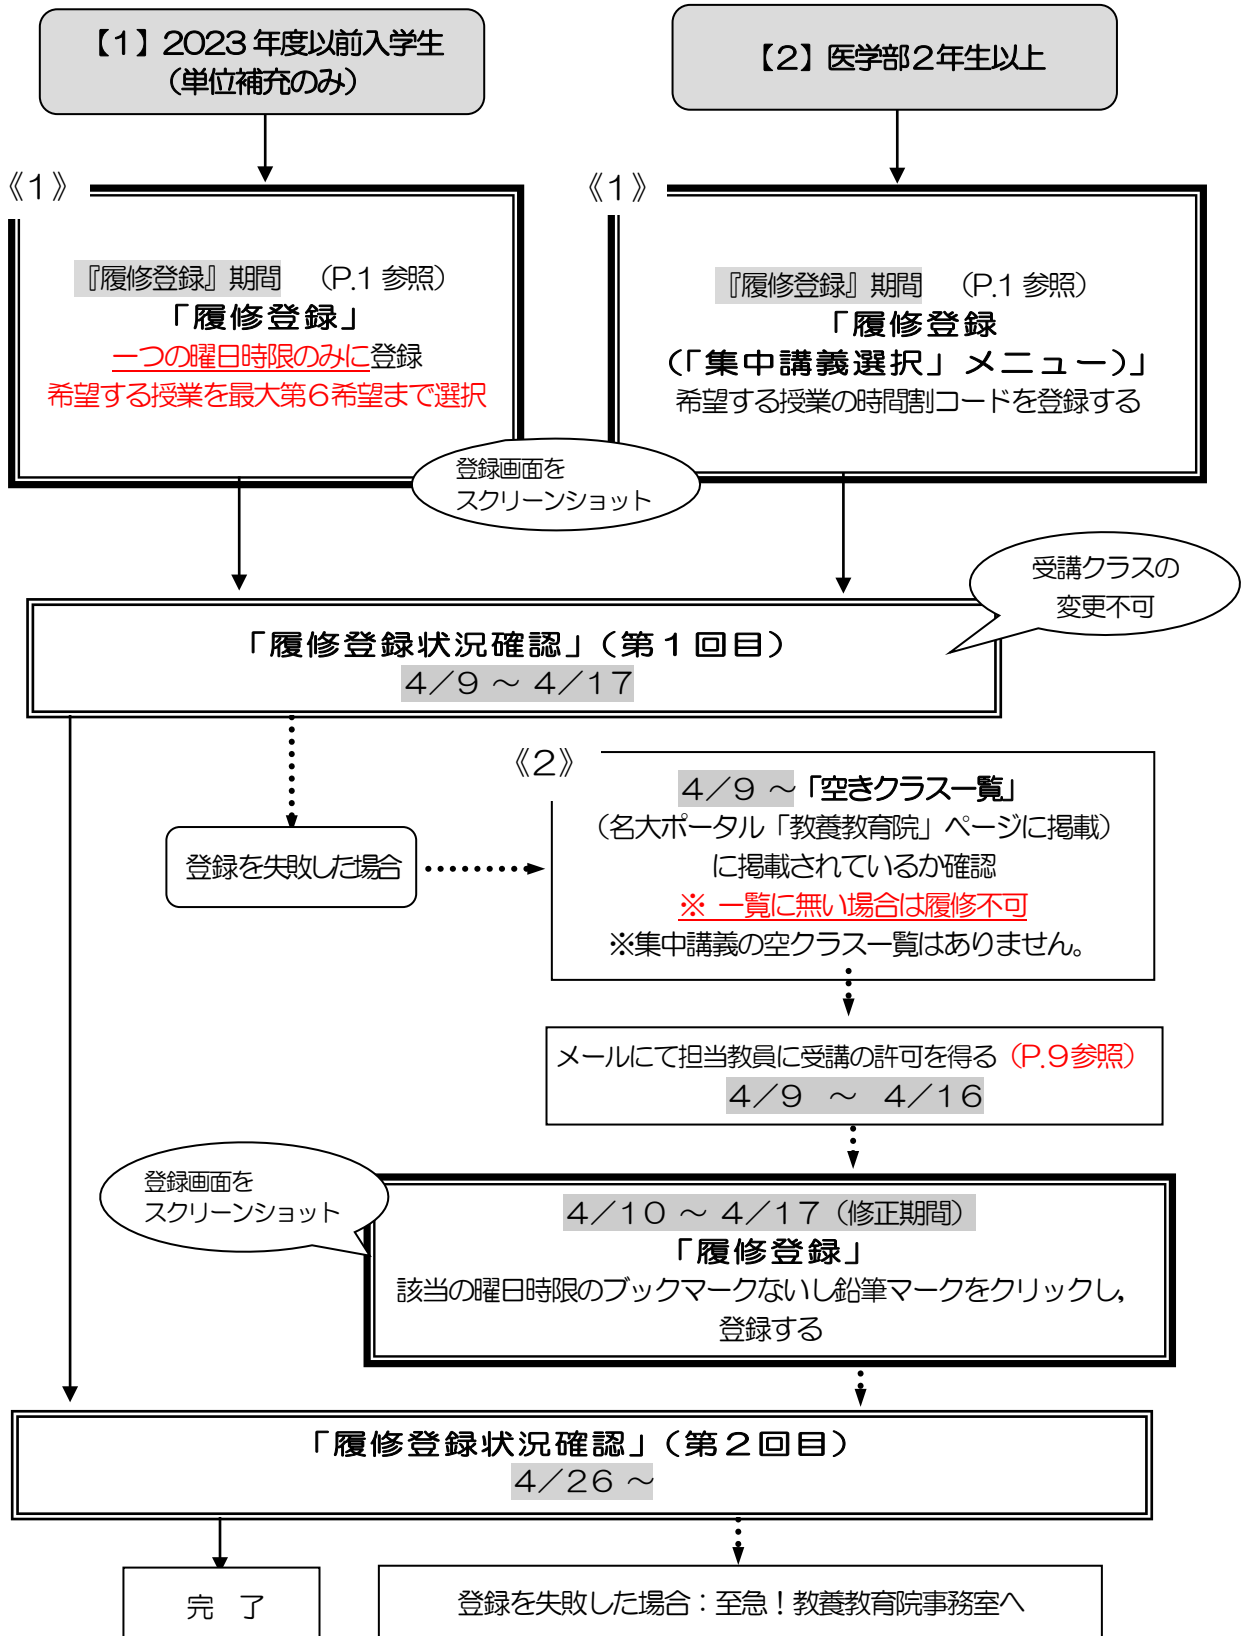 【1】2023年度以前入学生
（単位補充のみ）
【2】医学部2年生以上
《1》
『履修登録』期間　（P.1 参照）
「履修登録」
一つの曜日時限のみに登録
希望する授業を最大第6希望まで選択
《1》
『履修登録』期間　（P.1 参照）
「履修登録
（「集中講義選択」メニュー）」
希望する授業の時間割コードを登録する
登録画面を
スクリーンショット
受講クラスの
変更不可
「履修登録状況確認」（第１回目）
４／９ ～ ４／１７
《2》
４／９ ～「空きクラス一覧」
（名大ポータル「教養教育院」ページに掲載）
に掲載されているか確認
※ 一覧に無い場合は履修不可
※集中講義の空クラス一覧はありません。
登録を失敗した場合
メールにて担当教員に受講の許可を得る（P.9参照）
４／９　～　４／１６
登録画面を
スクリーンショット
４／１０ ～ ４／１７（修正期間）
「履修登録」
該当の曜日時限のブックマークないし鉛筆マークをクリックし，
登録する
「履修登録状況確認」（第２回目）
４／２６ ～
完　了
登録を失敗した場合：至急！教養教育院事務室へ